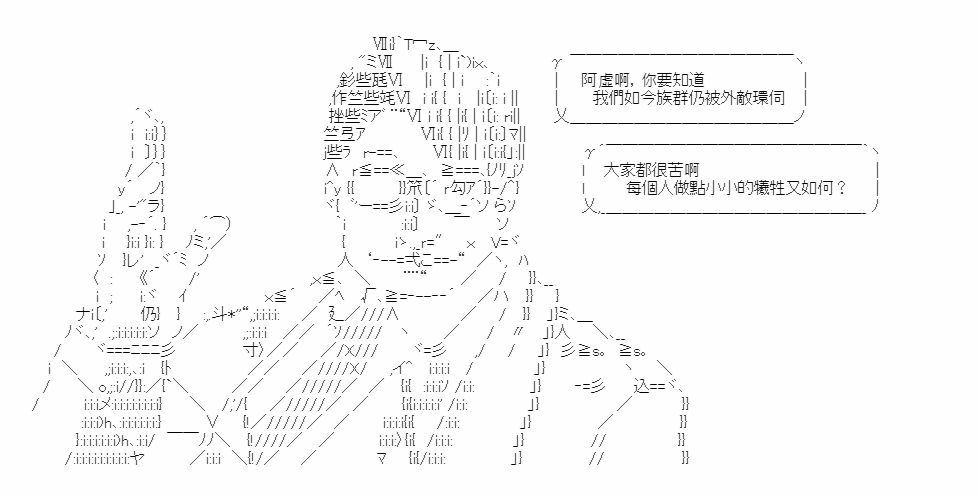 阿虛啊，你要知道
我們如今族群仍被外敵環伺
大家都很苦啊
每個人做點小小的犧牲又如何？